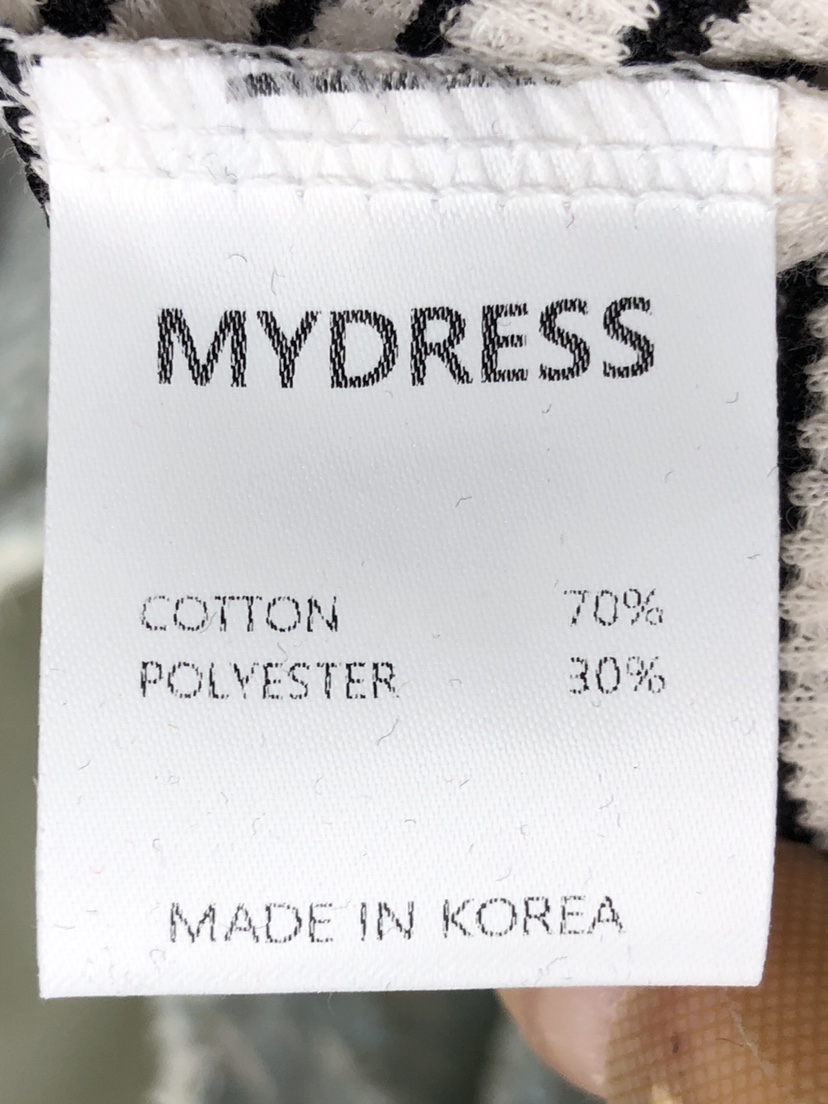 MYDRESS
COTTON 70%
POLYESTER 30%
MADE IN KOREA